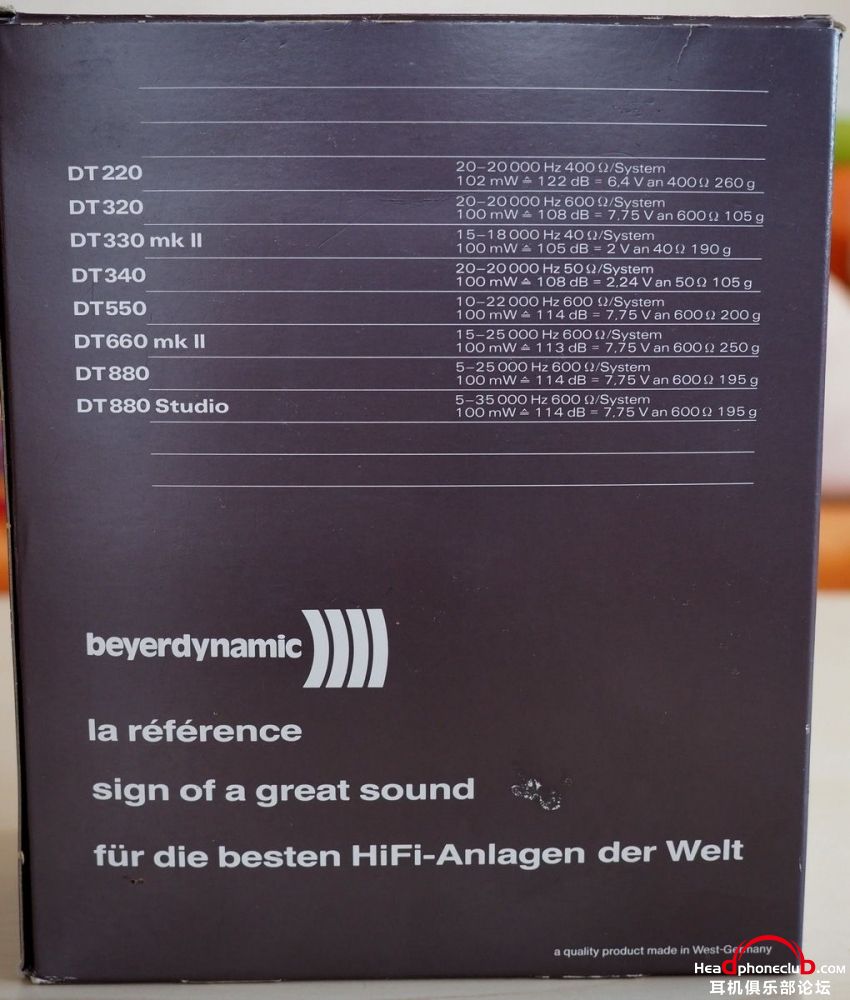 DT 220
20–20 000 Hz 400 Ω/System
102 mW ≙ 122 dB = 6,4 V an 400 Ω 260 g
DT 320
20–20 000 Hz 600 Ω/System
100 mW ≙ 108 dB = 7,75 V an 600 Ω 105 g
DT 330 mk II
15–18 000 Hz 40 Ω/System
100 mW ≙ 105 dB = 2 V an 40 Ω 190 g
DT 340
20–20 000 Hz 50 Ω/System
100 mW ≙ 108 dB = 2,24 V an 50 Ω 105 g
DT 550
10–22 000 Hz 600 Ω/System
100 mW ≙ 114 dB = 7,75 V an 600 Ω 200 g
DT 660 mk II
15–25 000 Hz 600 Ω/System
100 mW ≙ 113 dB = 7,75 V an 600 Ω 250 g
DT 880
5–25 000 Hz 600 Ω/System
100 mW ≙ 114 dB = 7,75 V an 600 Ω 195 g
DT 880 Studio
5–35 000 Hz 600 Ω/System
100 mW ≙ 114 dB = 7,75 V an 600 Ω 195 g
beyerdynamic
la référence
sign of a great sound
für die besten HiFi-Anlagen der Welt
a quality product made in West-Germany
HeadphoneclubD.COM
耳机俱乐部论坛